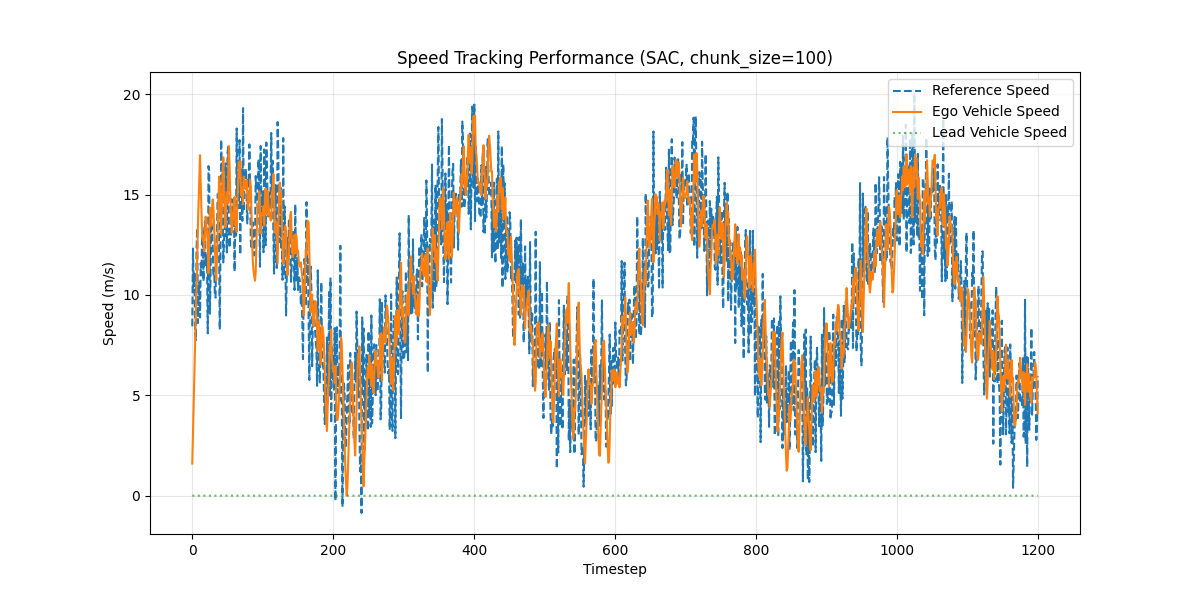 Speed Tracking Performance (SAC, chunk_size=100)
Reference Speed
Ego Vehicle Speed
Lead Vehicle Speed
Speed (m/s)
20
15
10
5
0
0 200 400 600 800 1000 1200
Timestep